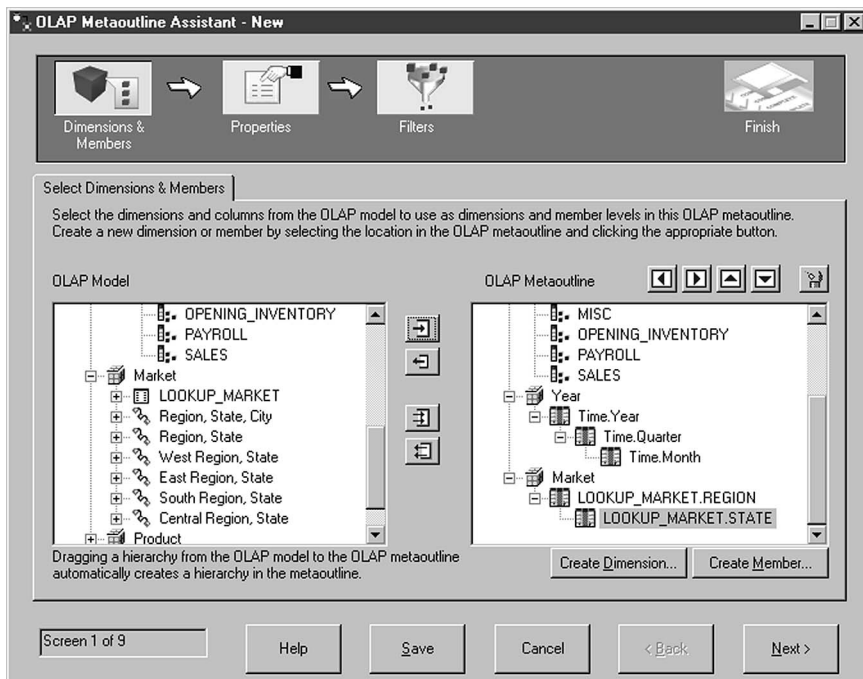 OLAP Metaoutline Assistant - New
Dimensions &
Members
Properties
Filters
Finish
Select Dimensions & Members
Select the dimensions and columns from the OLAP model to use as dimensions and member levels in this OLAP metaoutline.
Create a new dimension or member by selecting the location in the OLAP metaoutline and clicking the appropriate button.
OLAP Model
OPENING_INVENTORY
PAYROLL
SALES
Market
LOOKUP_MARKET
Region, State, City
Region, State
West Region, State
East Region, State
South Region, State
Central Region, State
Product
Dragging a hierarchy from the OLAP model to the OLAP metaoutline
automatically creates a hierarchy in the metaoutline.
OLAP Metaoutline
MISC
OPENING_INVENTORY
PAYROLL
SALES
Year
Time.Year
Time.Quarter
Time.Month
Market
LOOKUP_MARKET.REGION
LOOKUP_MARKET.STATE
Create Dimension... Create Member...
Screen 1 of 9
Help Save Cancel < Back Next >